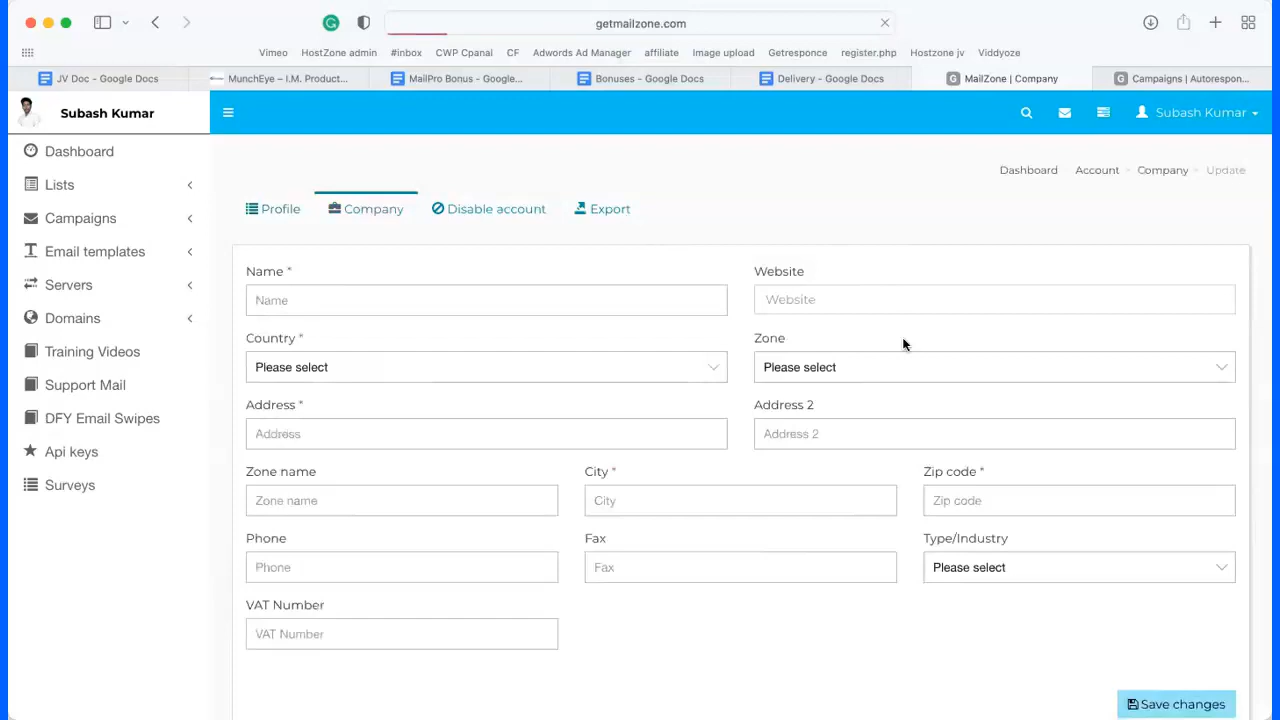 getmailzone.com
Vimeo HostZone admin #inbox CWP Cpanal CF Adwords Ad Manager affiliate Image upload Getresponce register.php Hostzone jv Viddyoze
JV Doc - Google Docs MunchEye – I.M. Product... MailPro Bonus - Google... Bonuses - Google Docs Delivery - Google Docs MailZone | Company Campaigns | Autorespon...
Subash Kumar
Subash Kumar
Dashboard
Lists
Campaigns
Email templates
Servers
Domains
Training Videos
Support Mail
DFY Email Swipes
Api keys
Surveys
Dashboard Account Company Update
Profile Company Disable account Export
Name * Website
Name Website
Country * Zone
Please select Please select
Address * Address 2
Address Address 2
Zone name City * Zip code *
Zone name City Zip code
Phone Fax Type/Industry
Phone Fax Please select
VAT Number
VAT Number
Save changes